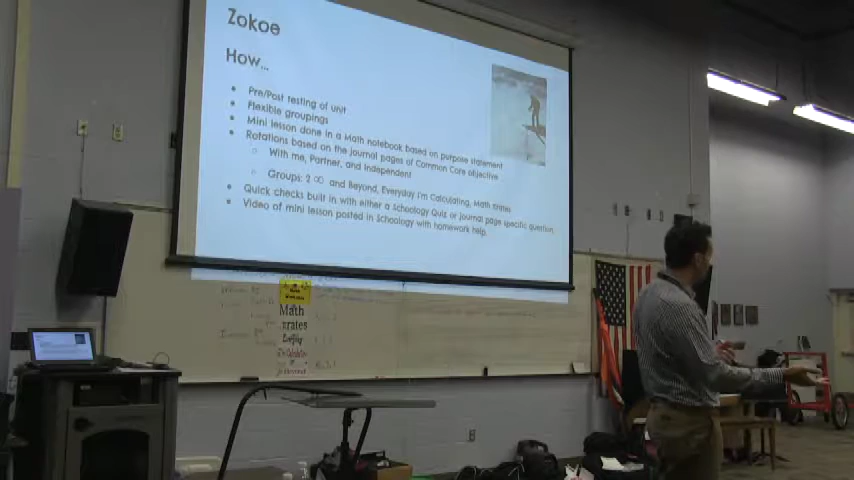 Zokoe
How...
Pre/Post testing of unit
Flexible groupings
Mini lesson done in a Math notebook based on purpose statement
Rotations based on the journal pages of Common Core objective
With me, Partner, and Independent
Groups: 2 ∞ and Beyond, Everyday I'm Calculating, Math Krates
Quick checks built in with either a Schoology Quiz or journal page specific question
Video of mini lesson posted in Schoology with homework help.
Math
Krates